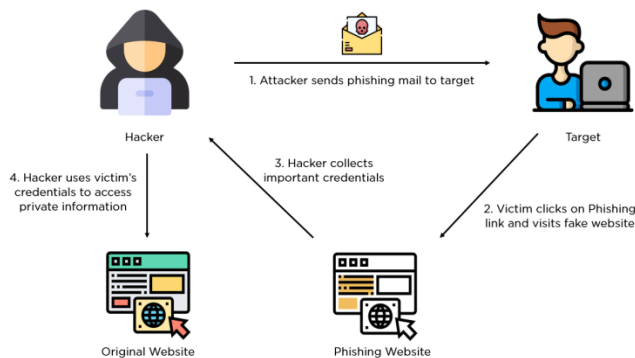 1. Attacker sends phishing mail to target
Hacker
Target
3. Hacker collects
important credentials
4. Hacker uses victim's
credentials to access
private information
2. Victim clicks on Phishing
link and visits fake website
Original Website
Phishing Website